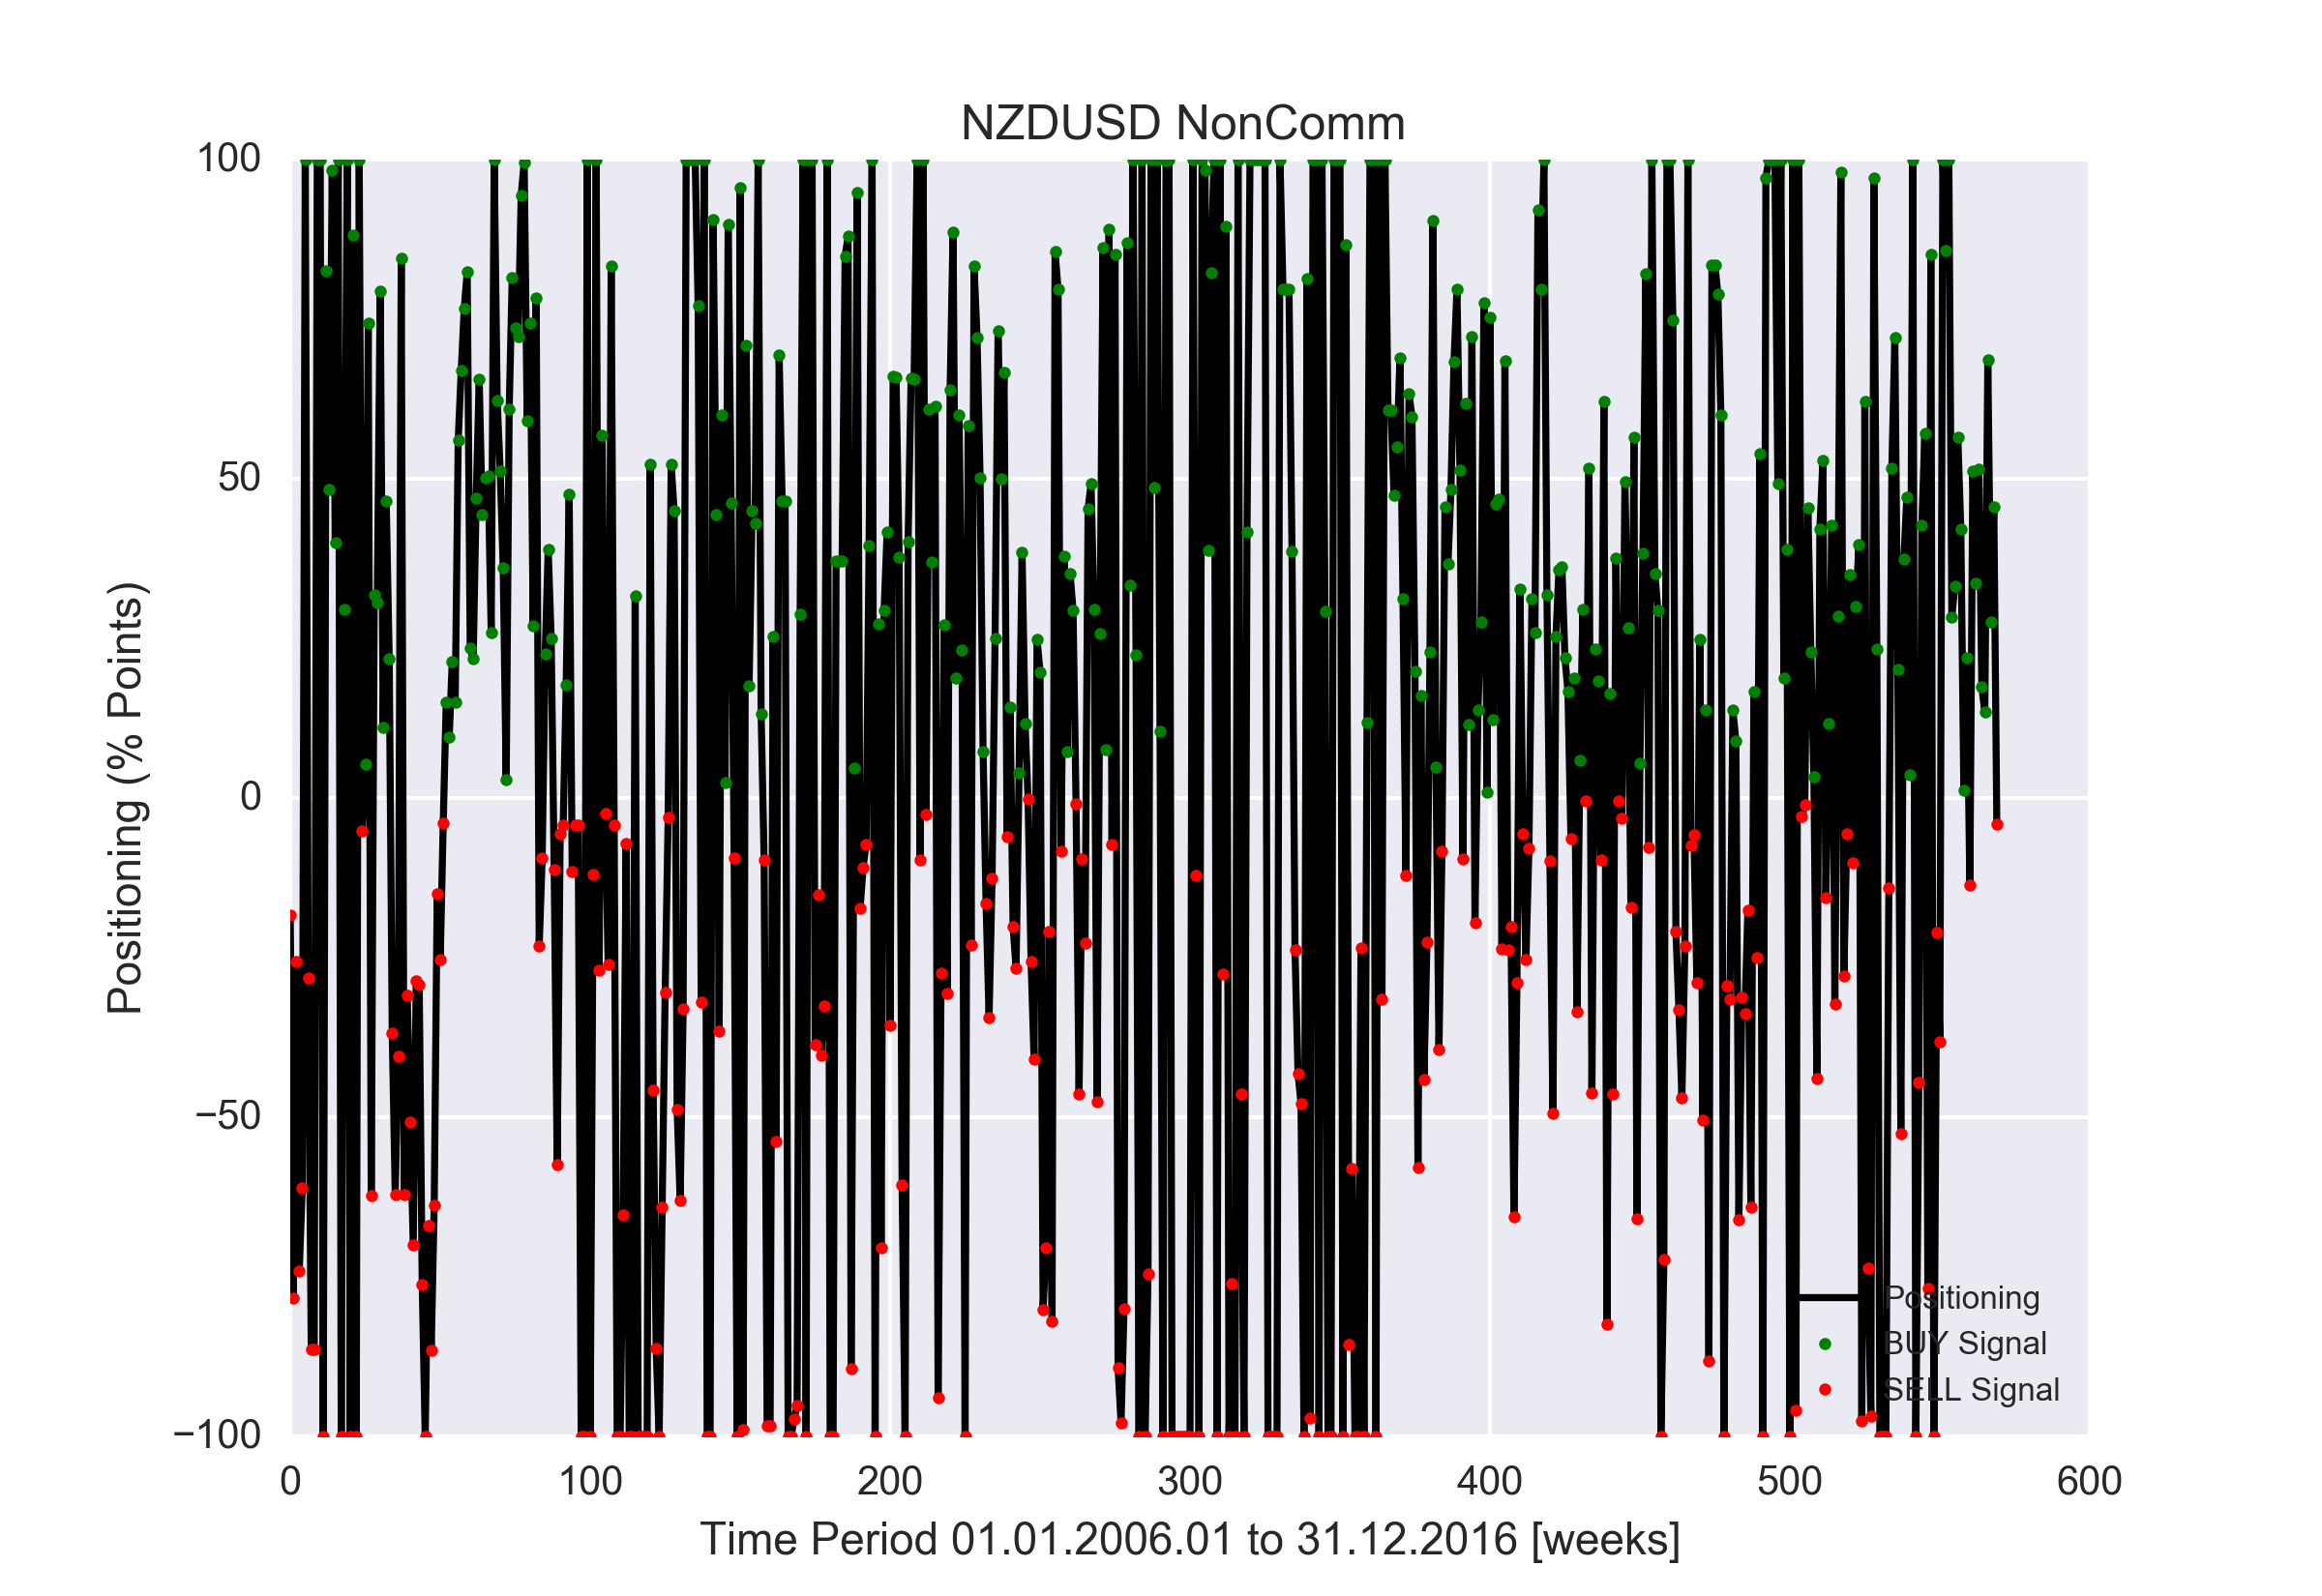 NZDUSD NonComm
100
50
0
−50
−100
Positioning (% Points)
0 100 200 300 400 500 600
Time Period 01.01.2006.01 to 31.12.2016 [weeks]
Positioning
BUY Signal
SELL Signal